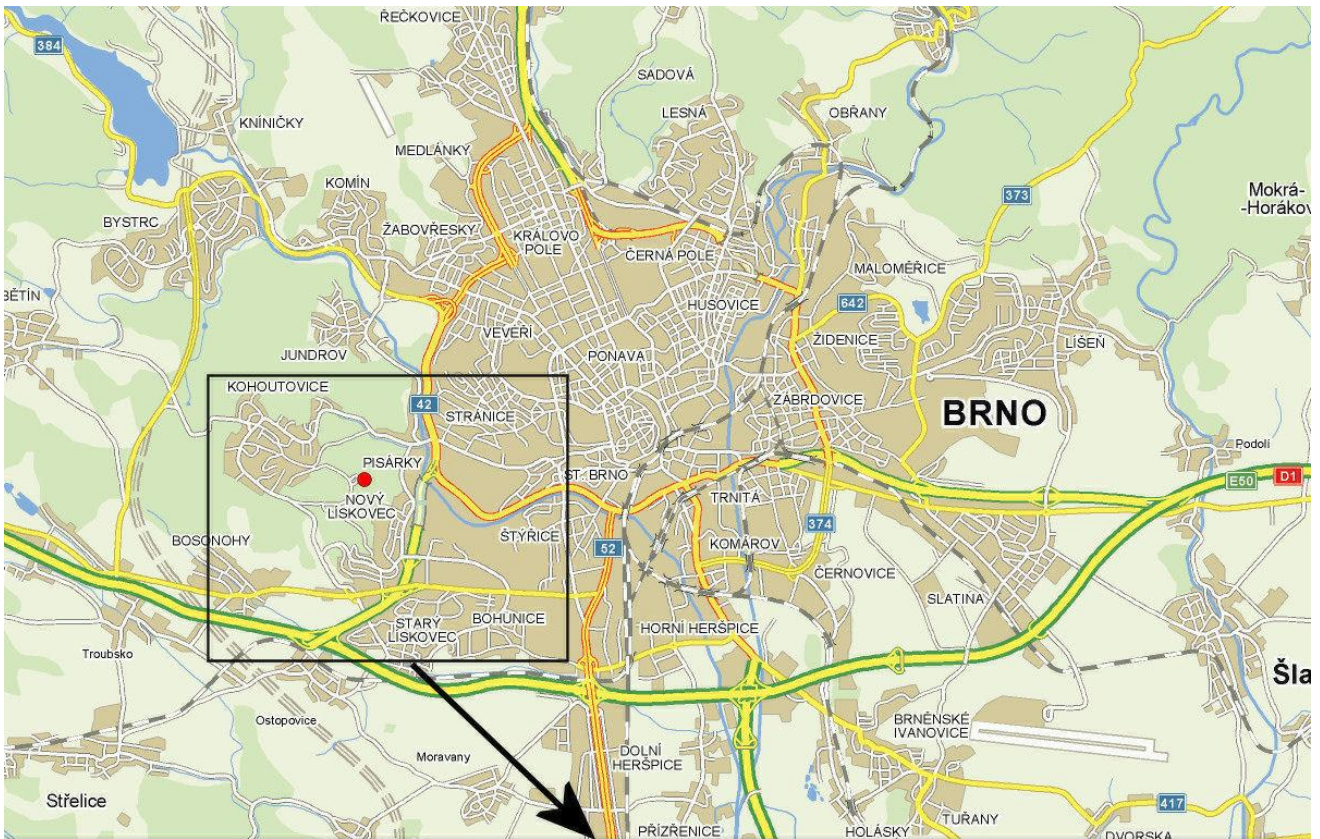 ŘEČKOVICE
384
SADOVÁ
LESNÁ
OBŘANY
KNÍNIČKY
MEDLÁNKY
KOMÍN
373
Mokrá-
-Horákov
BYSTRC
ŽABOVŘESKY
KRÁLOVO
POLE
ČERNÁ POLE
MALOMĚŘICE
BĚTÍN
HUSOVICE
642
VEVEŘÍ
ŽIDENICE
LÍŠEŇ
JUNDROV
PONAVA
KOHOUTOVICE
42
STRÁNICE
ZÁBRDOVICE
BRNO
Podolí
PISÁRKY
ST. BRNO
E50
D1
NOVÝ
LÍSKOVEC
TRNITÁ
BOSONOHY
ŠTÝŘICE
52
KOMÁROV
374
ČERNOVICE
STARÝ
LÍSKOVEC
BOHUNICE
HORNÍ HERŠPICE
SLATINA
Troubsko
Šla
Ostopovice
Moravany
DOLNÍ
HERŠPICE
BRNĚNSKÉ
IVANOVICE
Střelice
417
TUŘANY
PŘÍZŘENICE
HOLÁSKY
DVORSKA